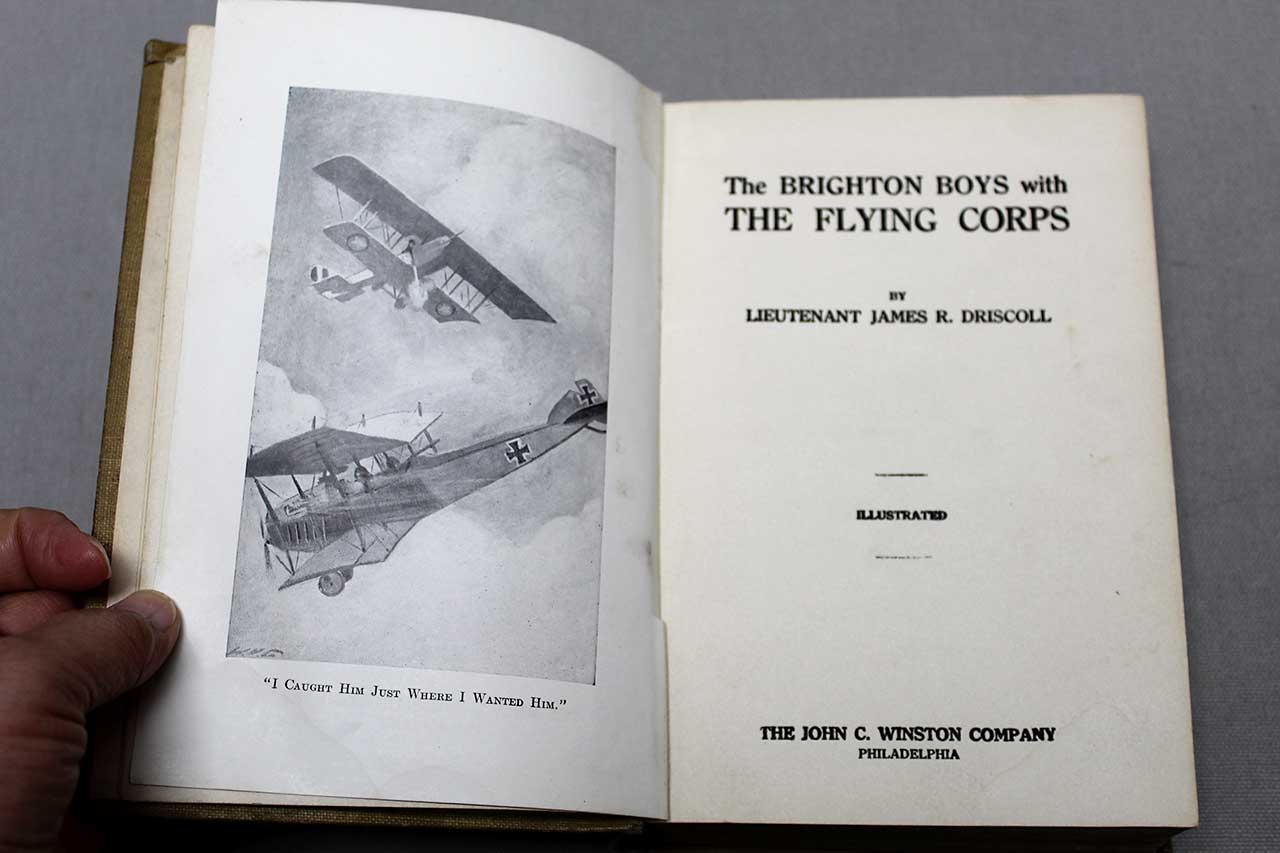 "I CAUGHT HIM JUST WHERE I WANTED HIM."
The BRIGHTON BOYS with
THE FLYING CORPS
BY
LIEUTENANT JAMES R. DRISCOLL
ILLUSTRATED
THE JOHN C. WINSTON COMPANY
PHILADELPHIA